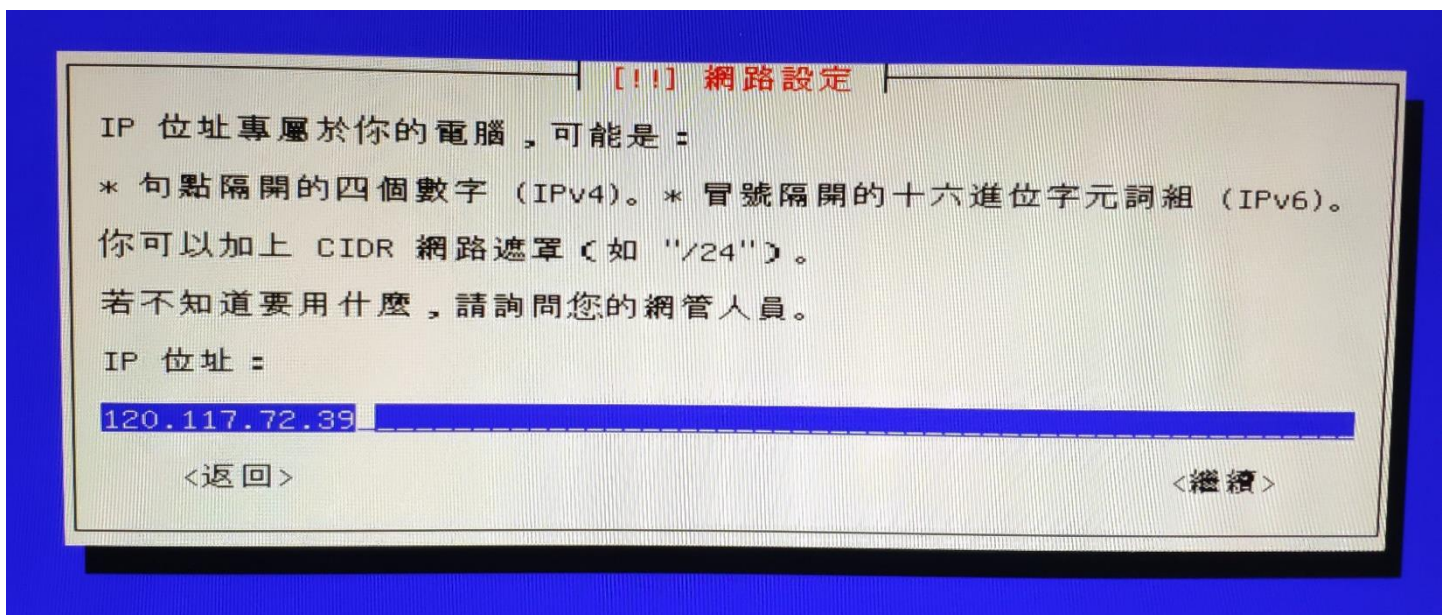 [!!] 網路設定
IP 位址專屬於你的電腦,可能是:
* 句點隔開的四個數字 (IPv4)。* 冒號隔開的十六進位字元詞組 (IPv6)。
你可以加上 CIDR 網路遮罩(如 "/24")。
若不知道要用什麼,請詢問您的網管人員。
IP 位址:
120.117.72.39
<返回> <繼續>